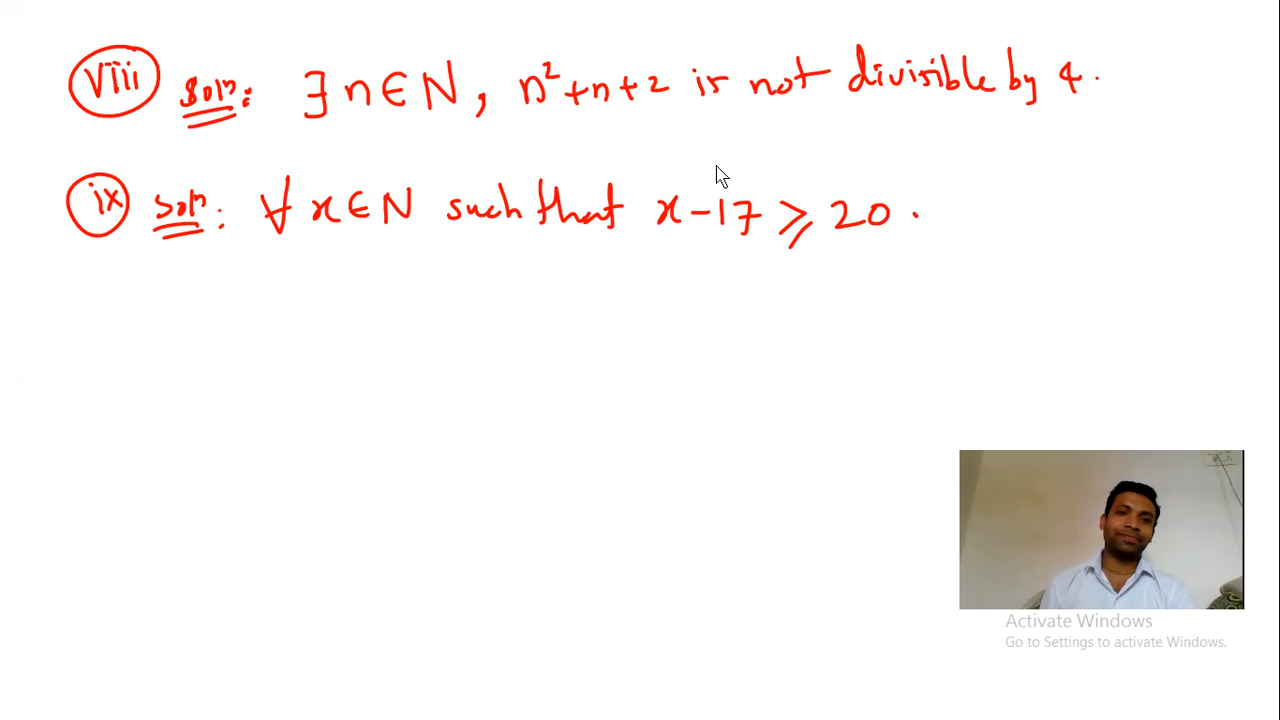 viii Soln: ∃ n ∈ N, n²+n+2 is not divisible by 4.
ix Soln: ∀ x ∈ N such that x-17 ⩾ 20.
Activate Windows
Go to Settings to activate Windows.